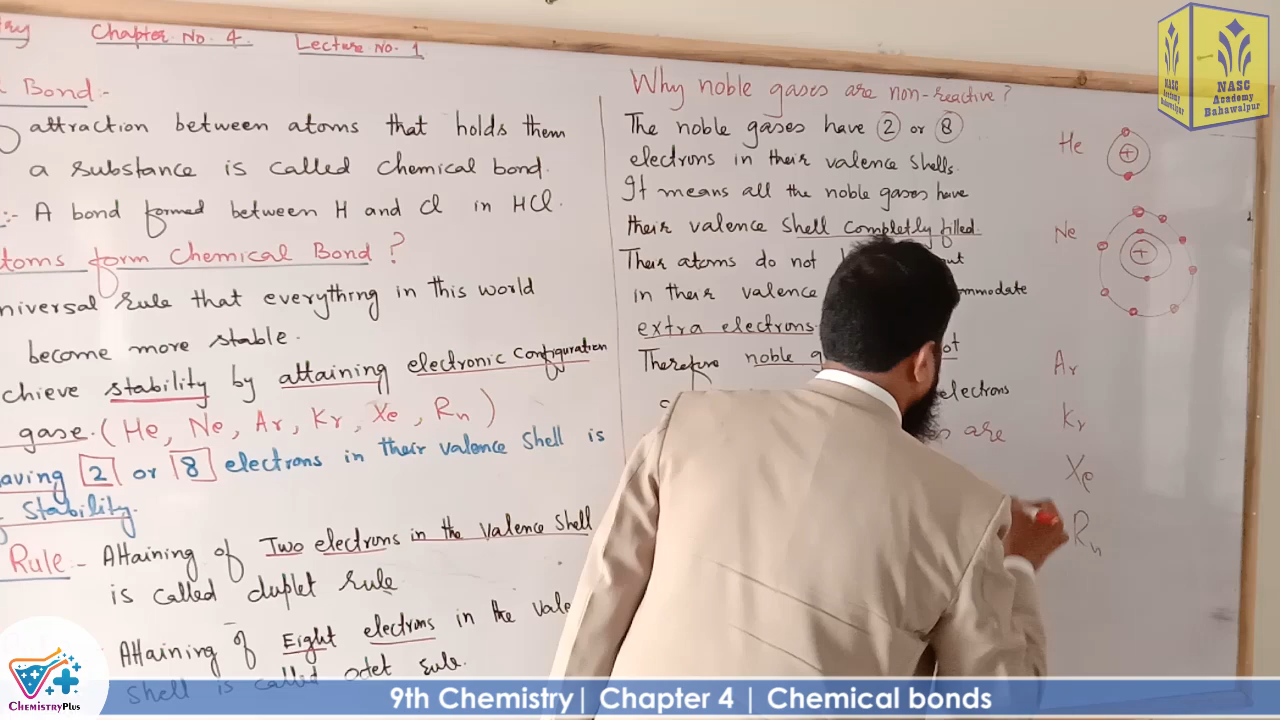 Chapter No. 4.
Lecture No. 1
Bond:-
attraction between atoms that holds them
a substance is called Chemical bond.
:- A bond formed between H and Cl in HCl.
toms form Chemical Bond ?
niversal rule that everything in this world
become more stable.
chieve stability by attaining electronic configuration
gase. (He, Ne, Ar, Kr, Xe, Rn)
aving 2 or 8 electrons in their valence shell is
stability.
Rule:- Attaining of Two electrons in the valence shell
is called duplet rule
Attaining of Eight electrons in the vale
shell is called octet rule.
Why noble gases are non-reactive?
The noble gases have 2 or 8
electrons in their valence shells.
It means all the noble gases have
their valence shell completly filled.
Their atoms do not
in their valence mmodate
extra electrons
Therefore noble g ot
electrons
are
He
+
Ne
+
Ar
Kr
Xe
Rn
NASC
Academy
Bahawalpur
NASC
Academy
Bahawalpur
ChemistryPlus
9th Chemistry| Chapter 4 | Chemical bonds